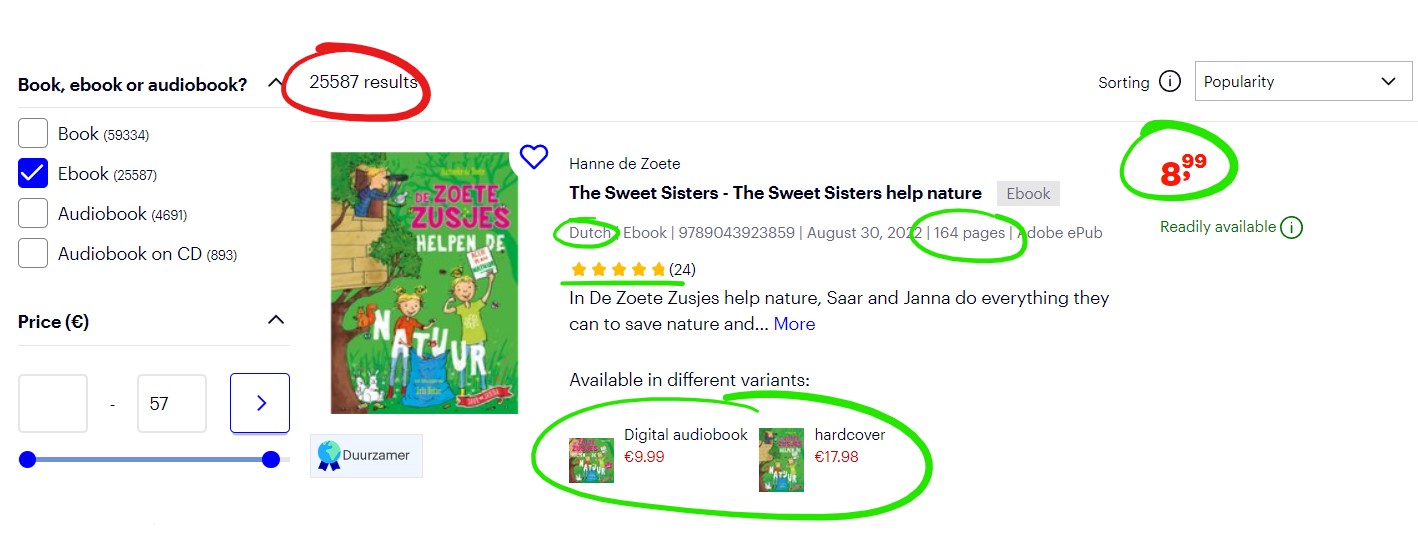 Book, ebook or audiobook?
25587 results
Sorting
Popularity
Book (59334)
Ebook (25587)
Audiobook (4691)
Audiobook on CD (893)
Price (€)
- 57
DE ZOETE
ZUSJES
HELPEN DE
NATUUR
Duurzamer
Hanne de Zoete
The Sweet Sisters - The Sweet Sisters help nature Ebook
Dutch | Ebook | 9789043923859 | August 30, 2022 | 164 pages | Adobe ePub
(24)
In De Zoete Zusjes help nature, Saar and Janna do everything they
can to save nature and... More
Available in different variants:
Digital audiobook
€9.99
hardcover
€17.98
8,99
Readily available